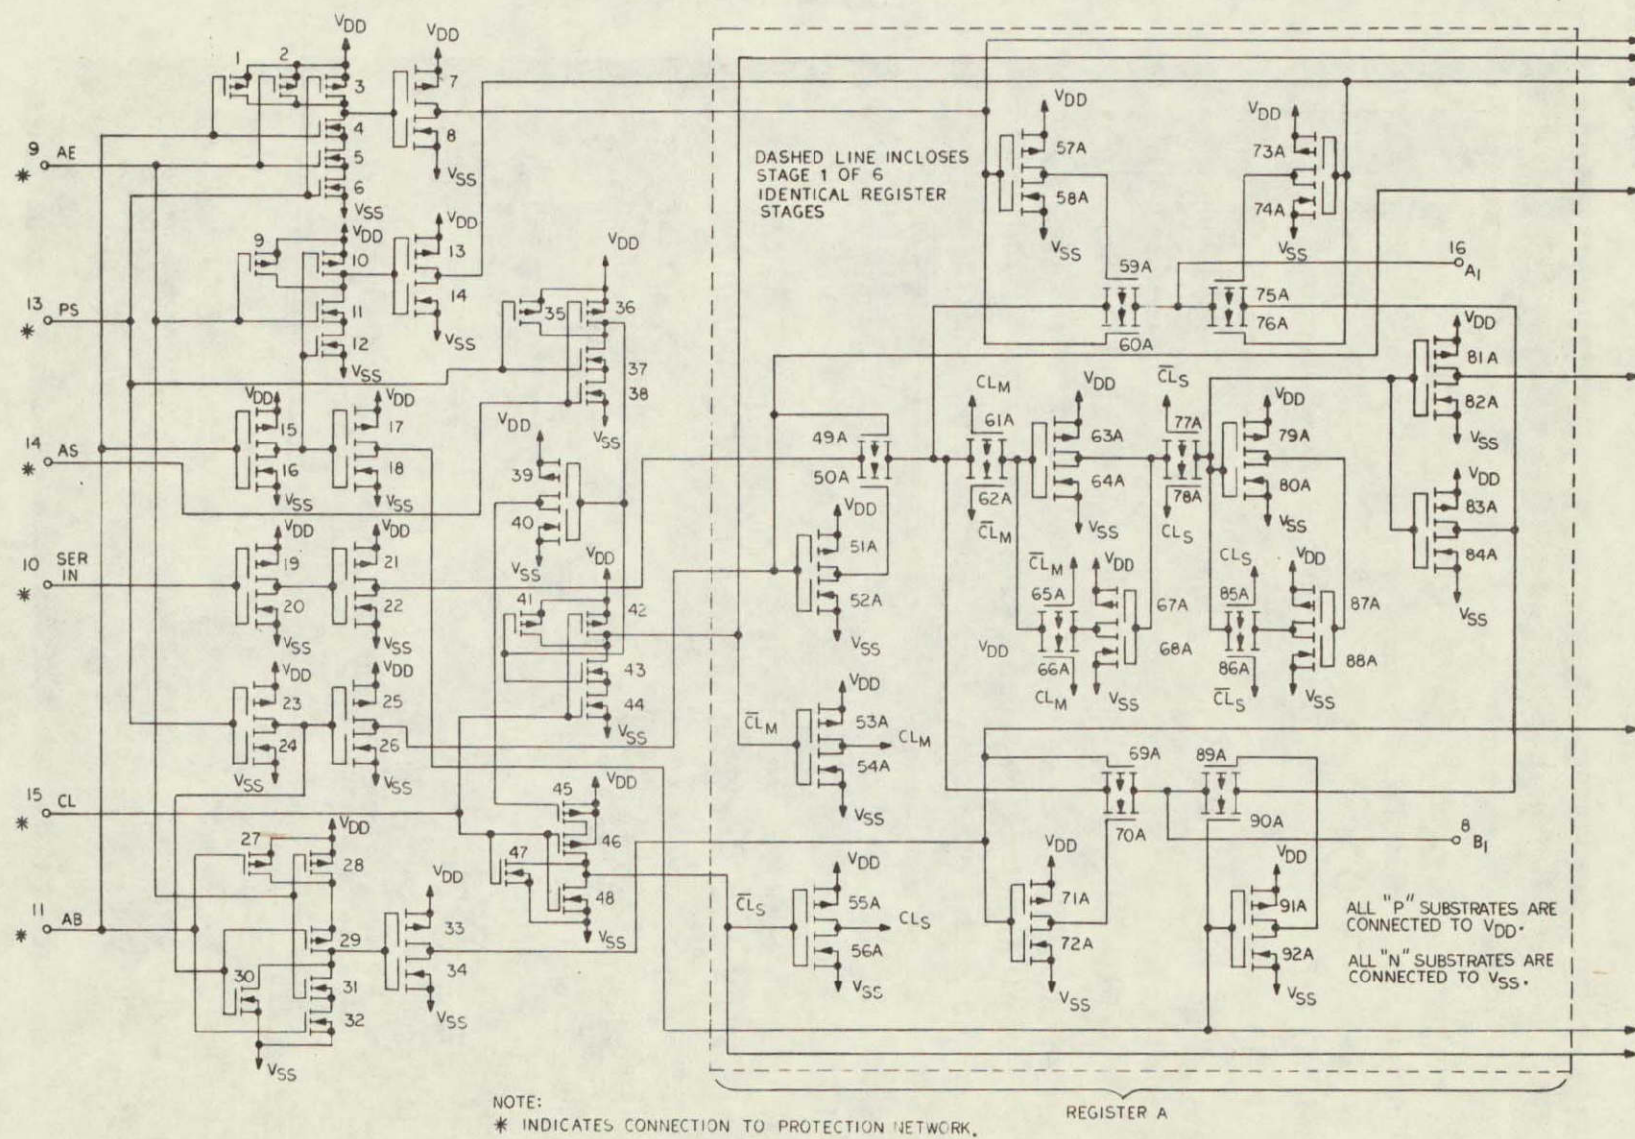 9 AE *
13 PS *
14 AS *
10 SER IN *
15 CL *
11 AB *
1 2 VDD
3
4
5
6
VSS
VDD
7
8
VSS
9 VDD
10
11
12
VSS
VDD
13
14
VSS
VDD
15
16
VSS
VDD
17
18
VSS
VDD
19
20
VSS
VDD
21
22
VSS
VDD
23
24
VSS
VDD
25
26
VSS
27 VDD
28
29
30
31
32
VSS
VDD
33
34
VSS
VDD
35 36
37
38
VSS
VDD
39
40
VSS
VDD
41 42
43
44
VSS
VDD
45
46
47
48
VSS
DASHED LINE INCLOSES
STAGE 1 OF 6
IDENTICAL REGISTER
STAGES
VDD
57A
58A
VSS
VDD
73A
74A
VSS
59A
60A
75A
76A
16
A1
49A
50A
VDD
51A
52A
VSS
CLM
61A
62A
C̅L̅M
VDD
63A
64A
VSS
C̅L̅S
77A
78A
CLS
VDD
79A
80A
VSS
VDD
81A
82A
VSS
VDD
83A
84A
VSS
C̅L̅M
65A
VDD
66A
CLM
VDD
67A
68A
VSS
CLS
85A
86A
C̅L̅S
VDD
87A
88A
VSS
C̅L̅M
VDD
53A
CLM
54A
VSS
69A
70A
89A
90A
8
B1
C̅L̅S
VDD
55A
CLS
56A
VSS
VDD
71A
72A
VSS
VDD
91A
92A
VSS
ALL "P" SUBSTRATES ARE
CONNECTED TO VDD.
ALL "N" SUBSTRATES ARE
CONNECTED TO VSS.
REGISTER A
NOTE:
* INDICATES CONNECTION TO PROTECTION NETWORK.